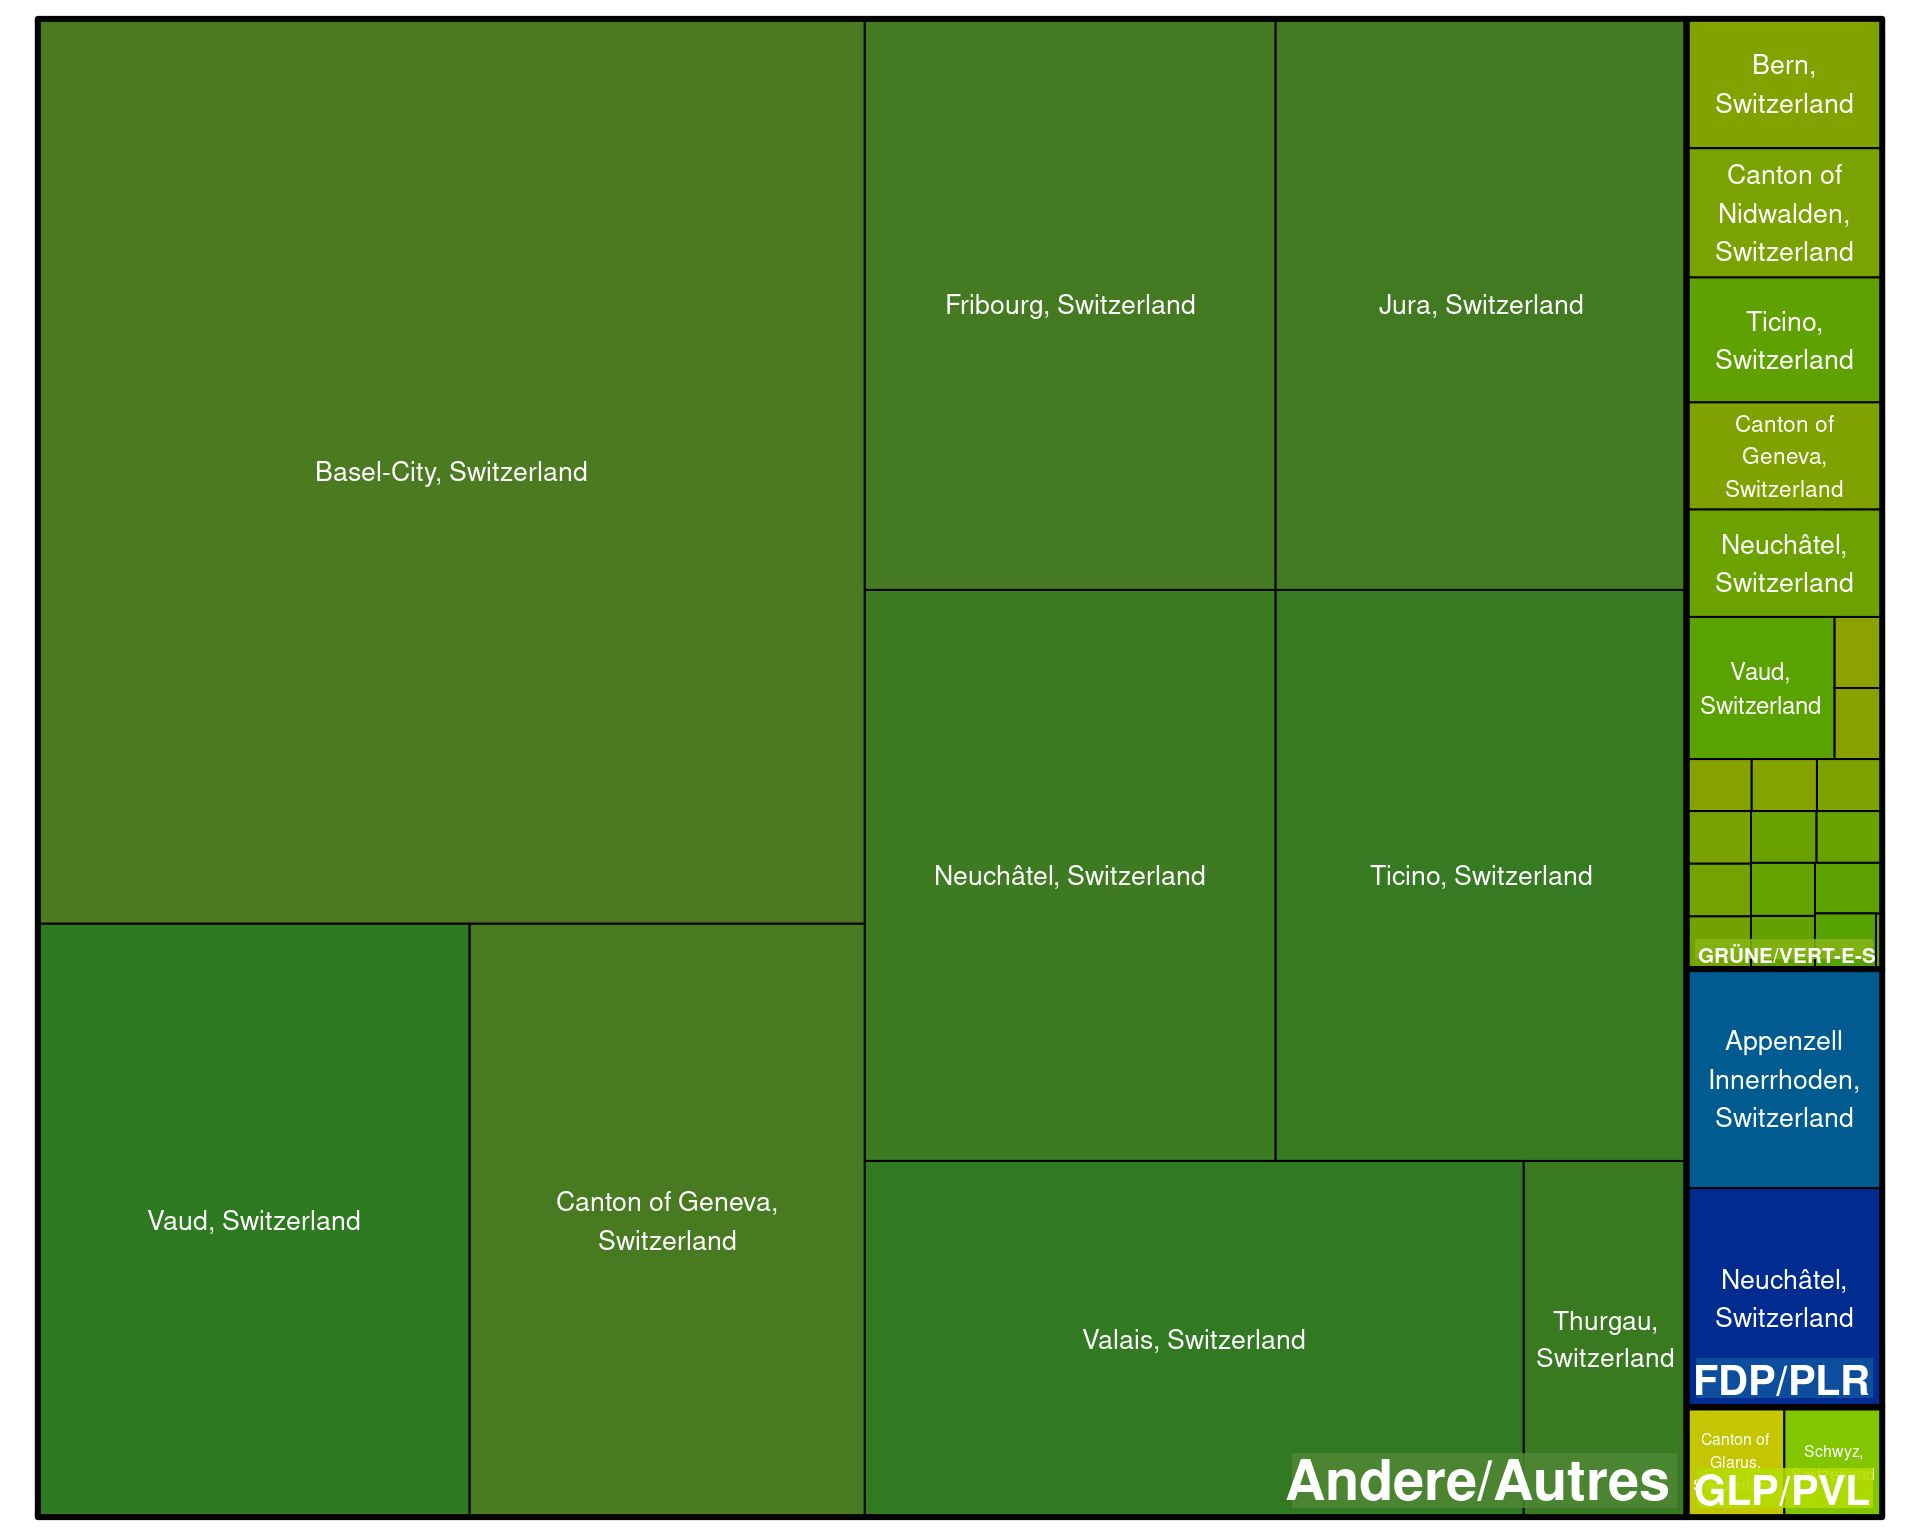 Basel-City, Switzerland
Fribourg, Switzerland
Jura, Switzerland
Neuchâtel, Switzerland
Ticino, Switzerland
Vaud, Switzerland
Canton of Geneva,
Switzerland
Valais, Switzerland
Thurgau,
Switzerland
Andere/Autres
Bern,
Switzerland
Canton of
Nidwalden,
Switzerland
Ticino,
Switzerland
Canton of
Geneva,
Switzerland
Neuchâtel,
Switzerland
Vaud,
Switzerland
GRÜNE/VERT-E-S
Appenzell
Innerrhoden,
Switzerland
Neuchâtel,
Switzerland
FDP/PLR
Canton of
Glarus,
Schwyz,
GLP/PVL